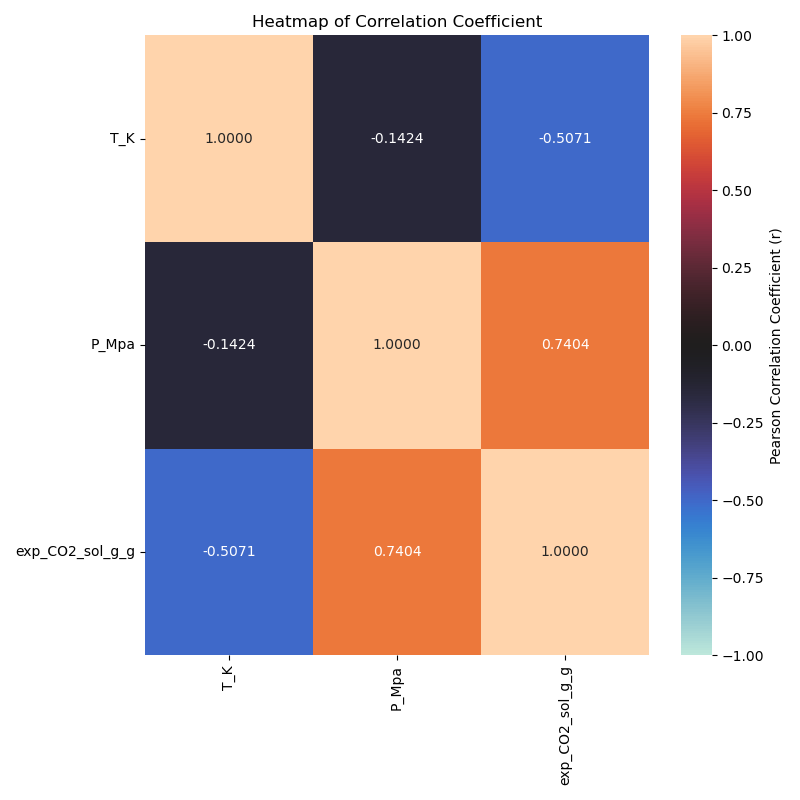 Heatmap of Correlation Coefficient
T_K
1.0000
-0.1424
-0.5071
P_Mpa
-0.1424
1.0000
0.7404
exp_CO2_sol_g_g
-0.5071
0.7404
1.0000
T_K
P_Mpa
exp_CO2_sol_g_g
1.00
0.75
0.50
0.25
0.00
−0.25
−0.50
−0.75
−1.00
Pearson Correlation Coefficient (r)